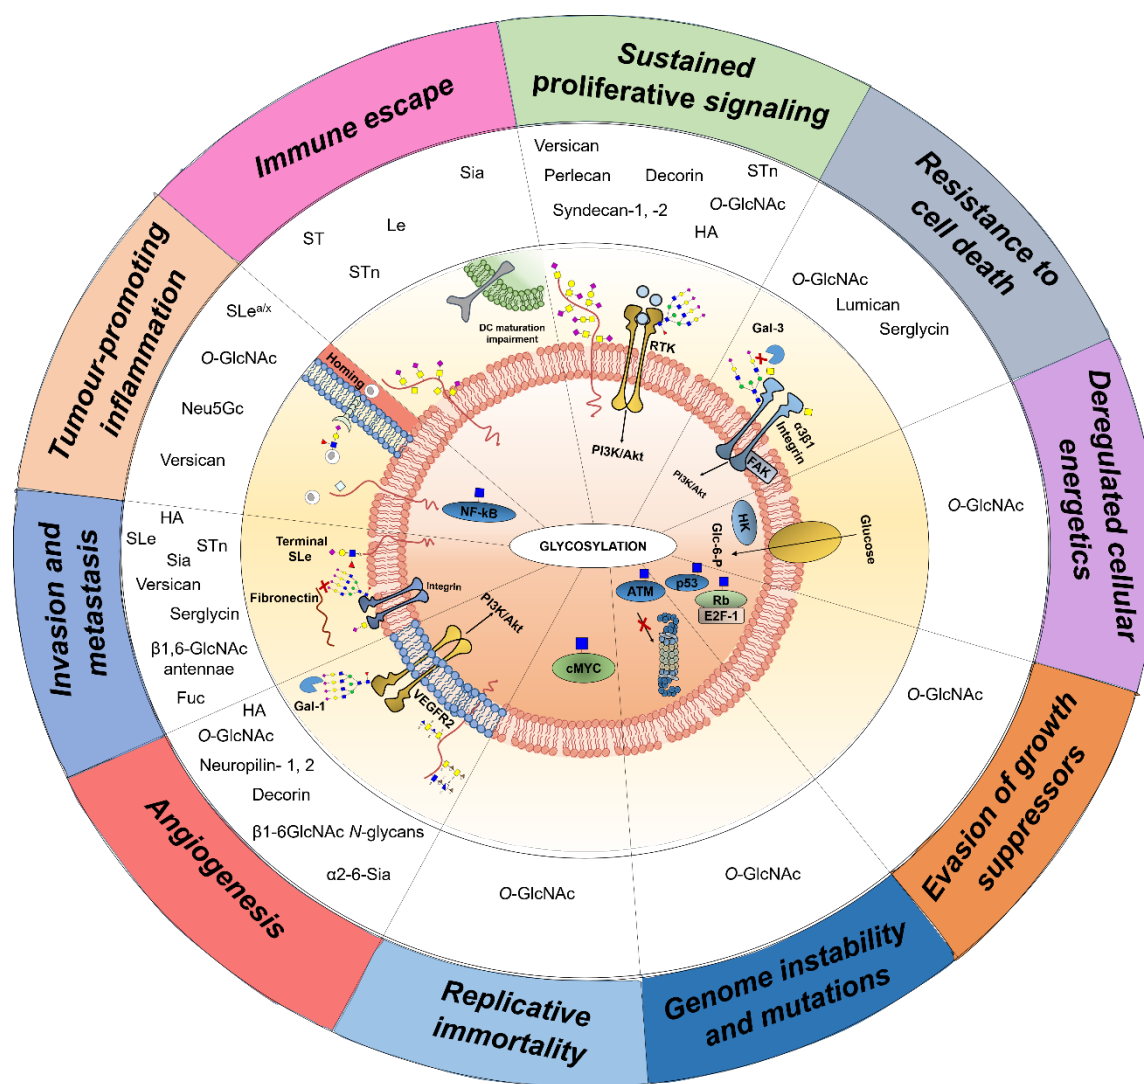 Sustained
proliferative signaling
Resistance to
cell death
Deregulated cellular
energetics
Evasion of growth
suppressors
Genome instability
and mutations
Replicative
immortality
Angiogenesis
Invasion and
metastasis
Tumour-promoting
inflammation
Immune escape
Versican
Perlecan
Decorin
STn
Syndecan-1, -2
O-GlcNAc
HA
O-GlcNAc
Lumican
Serglycin
O-GlcNAc
O-GlcNAc
O-GlcNAc
O-GlcNAc
HA
O-GlcNAc
Neuropilin- 1, 2
Decorin
β1-6GlcNAc N-glycans
α2-6-Sia
HA
SLe
STn
Sia
Versican
Serglycin
β1,6-GlcNAc
antennae
Fuc
SLea/x
O-GlcNAc
Neu5Gc
Versican
Sia
Le
ST
STn
DC maturation
impairment
RTK
PI3K/Akt
Gal-3
α3β1
Integrin
FAK
PI3K/Akt
HK
Glc-6-P
Glucose
Homing
NF-kB
GLYCOSYLATION
Terminal
SLe
Fibronectin
Integrin
PI3K/Akt
VEGFR2
Gal-1
cMYC
ATM
p53
Rb
E2F-1